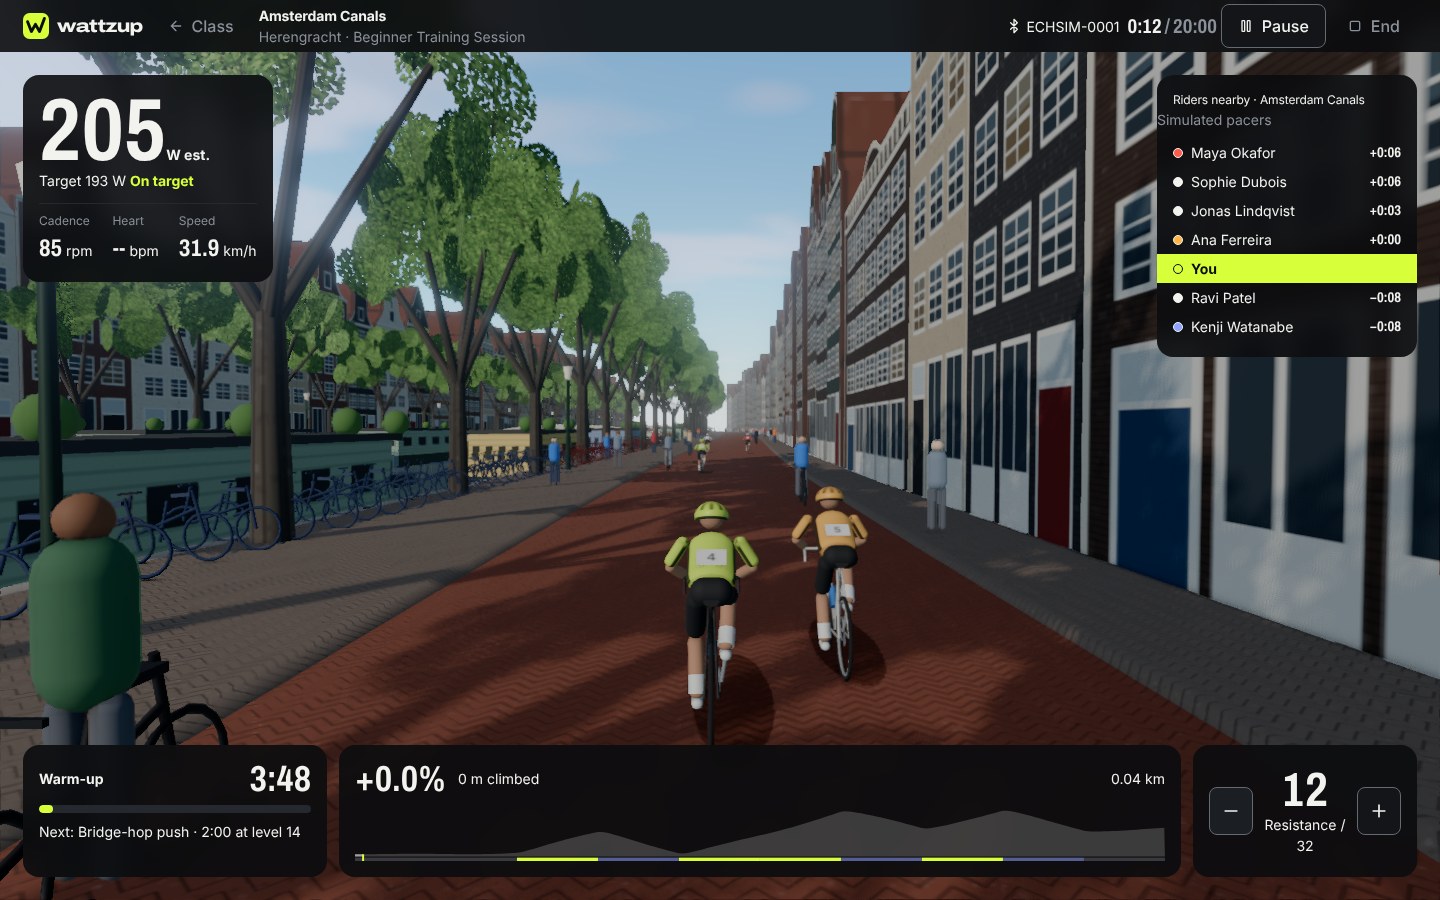 W wattzup
← Class
Amsterdam Canals
Herengracht · Beginner Training Session
ECHSIM-0001 0:12 / 20:00
Pause
End
205 W est.
Target 193 W On target
Cadence Heart Speed
85 rpm -- bpm 31.9 km/h
Riders nearby · Amsterdam Canals
Simulated pacers
Maya Okafor +0:06
Sophie Dubois +0:06
Jonas Lindqvist +0:03
Ana Ferreira +0:00
You
Ravi Patel −0:08
Kenji Watanabe −0:08
4
5
Warm-up 3:48
Next: Bridge-hop push · 2:00 at level 14
+0.0% 0 m climbed 0.04 km
− 12 +
Resistance /
32